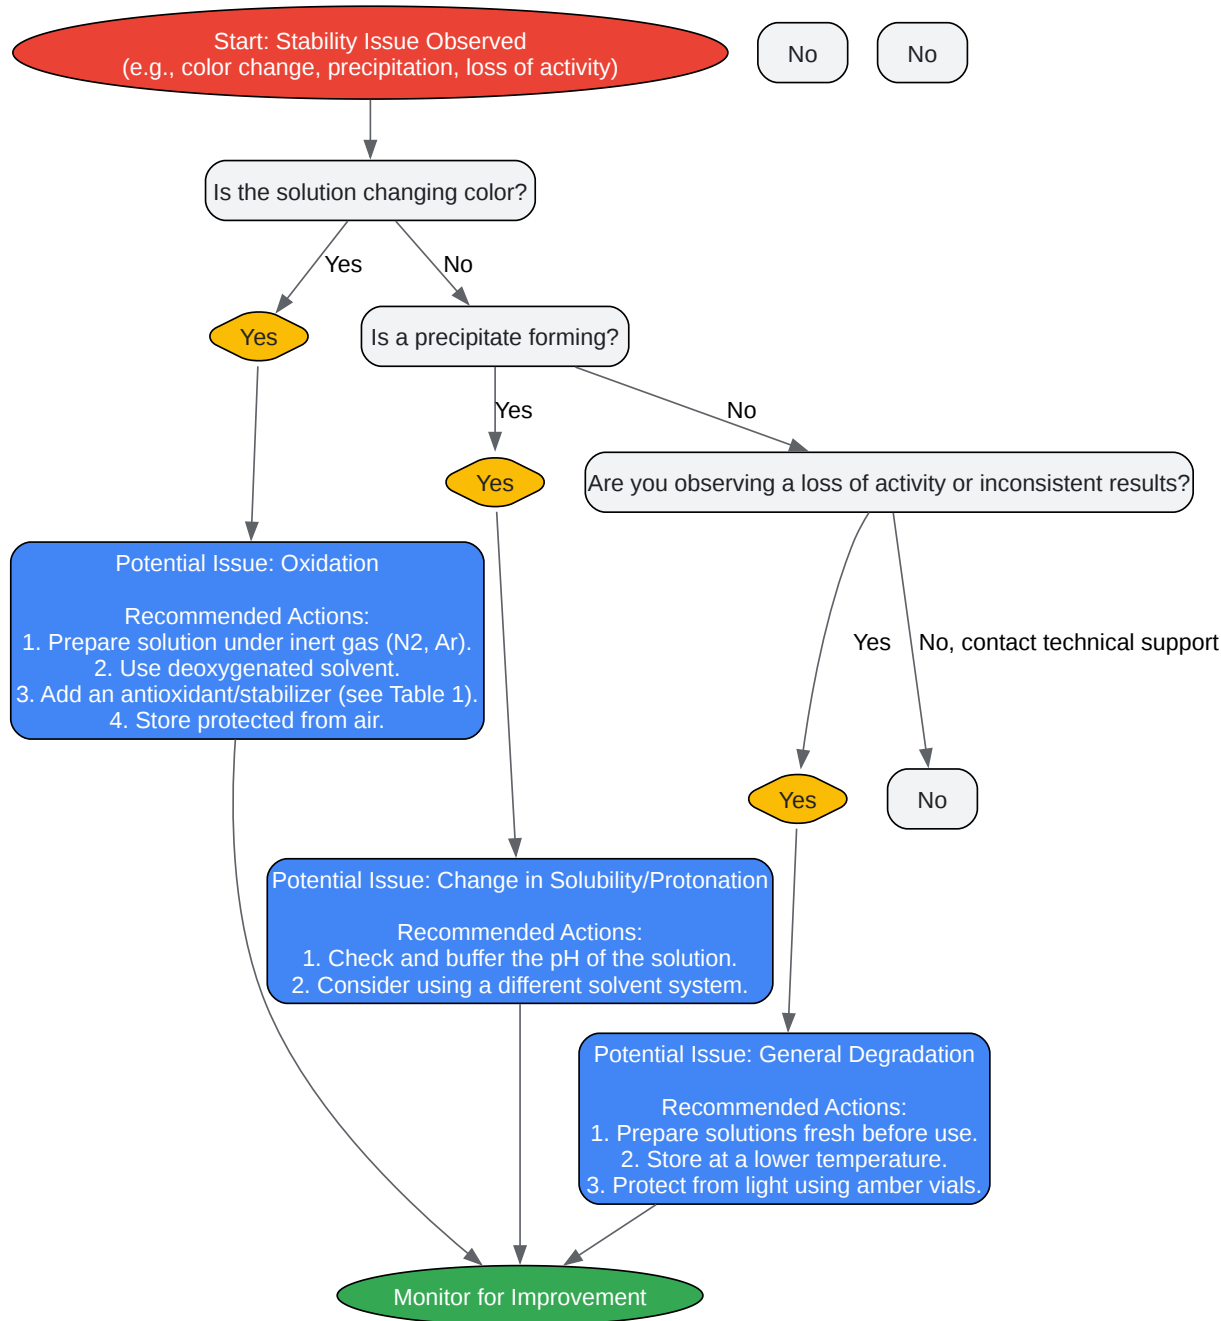 Start: Stability Issue Observed
(e.g., color change, precipitation, loss of activity)
No
No
Is the solution changing color?
Yes
No
Yes
Is a precipitate forming?
Yes
No
Yes
Are you observing a loss of activity or inconsistent results?
Potential Issue: Oxidation
Recommended Actions:
1. Prepare solution under inert gas (N2, Ar).
2. Use deoxygenated solvent.
3. Add an antioxidant/stabilizer (see Table 1).
4. Store protected from air.
Yes
No, contact technical support
Yes
No
Potential Issue: Change in Solubility/Protonation
Recommended Actions:
1. Check and buffer the pH of the solution.
2. Consider using a different solvent system.
Potential Issue: General Degradation
Recommended Actions:
1. Prepare solutions fresh before use.
2. Store at a lower temperature.
3. Protect from light using amber vials.
Monitor for Improvement